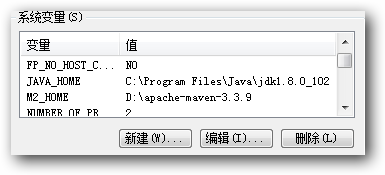 系统变量(S)
变量 值
FP_NO_HOST_C... NO
JAVA_HOME C:\Program Files\Java\jdk1.8.0_102
M2_HOME D:\apache-maven-3.3.9
NUMBER_OF_PR... 2
新建(W)... 编辑(I)... 删除(L)